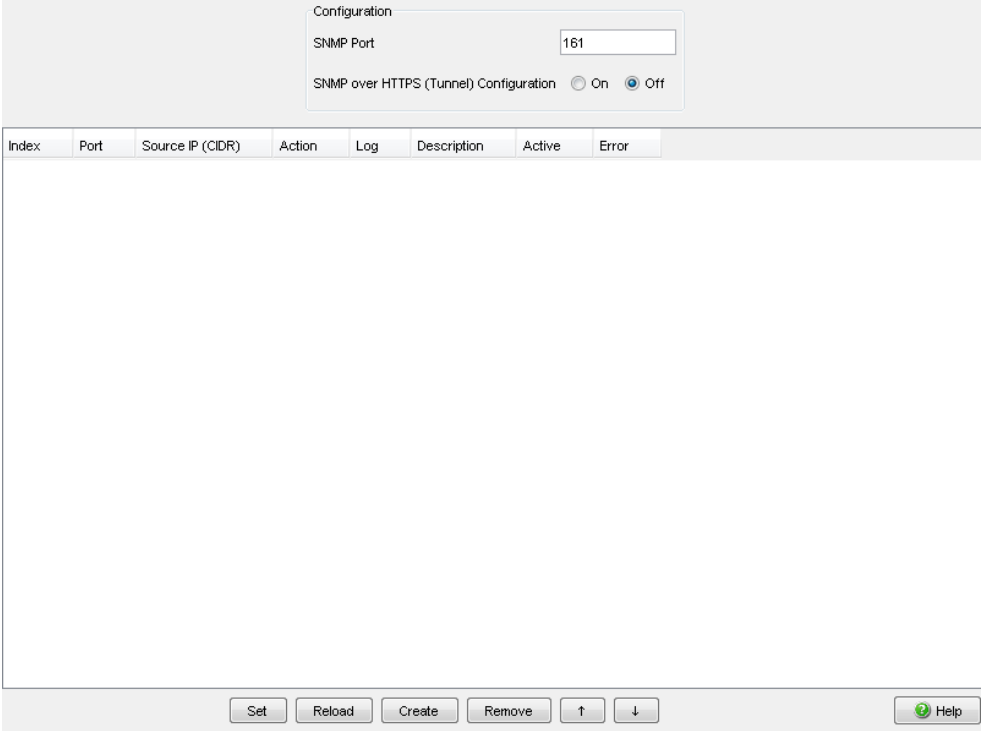 Configuration
SNMP Port 161
SNMP over HTTPS (Tunnel) Configuration On Off
Index Port Source IP (CIDR) Action Log Description Active Error
Set Reload Create Remove ↑ ↓ Help